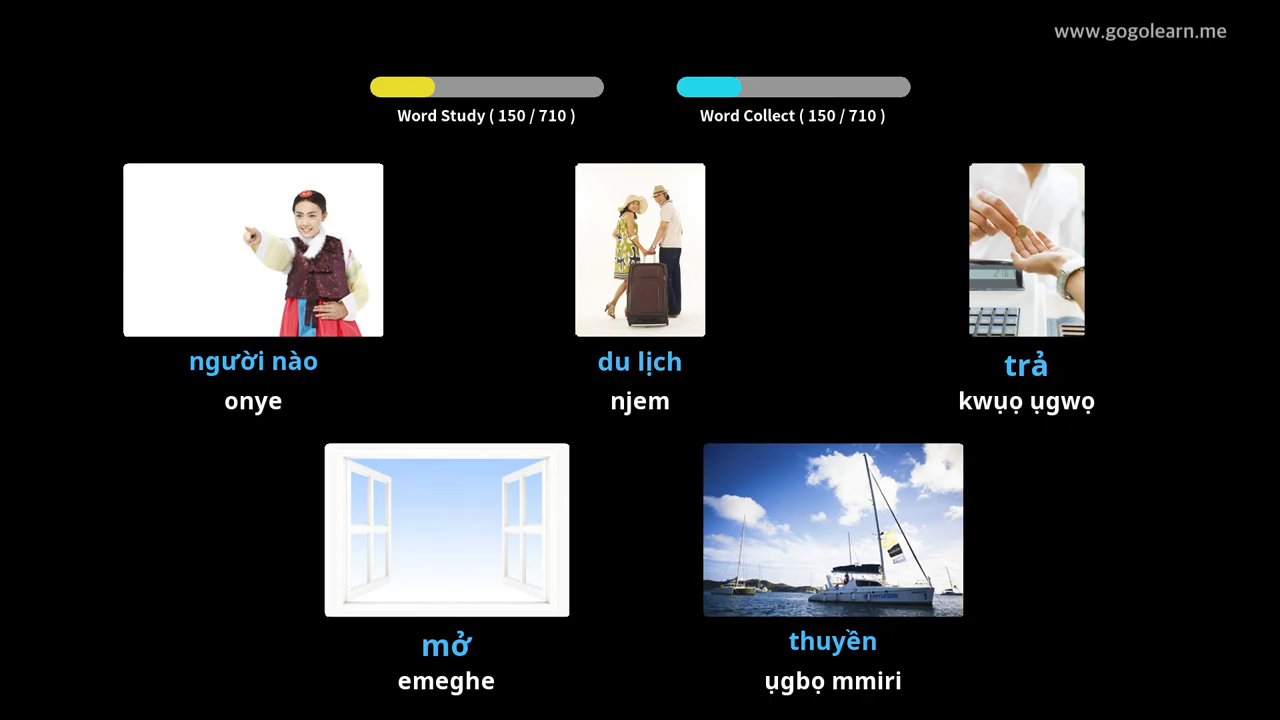 www.gogolearn.me
Word Study ( 150 / 710 )
Word Collect ( 150 / 710 )
người nào
onye
du lịch
njem
trả
kwụọ ụgwọ
mở
emeghe
thuyền
ụgbọ mmiri